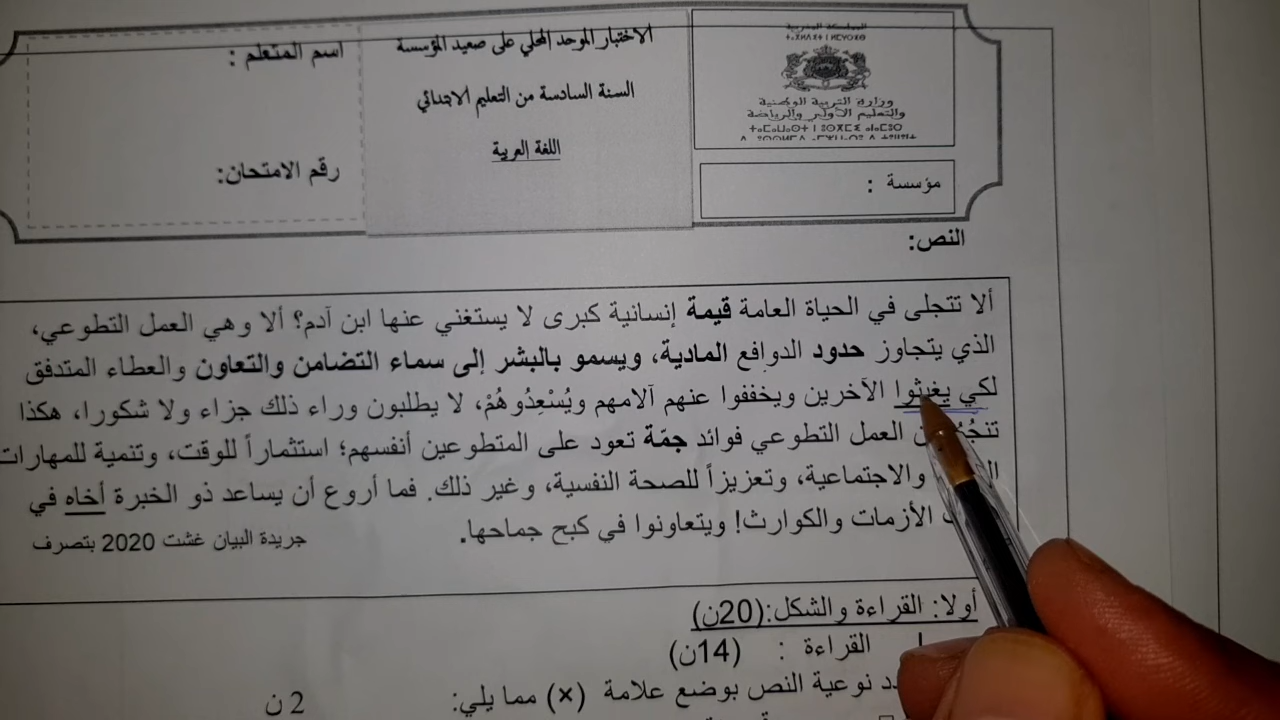 المملكة المغربية
وزارة التربية الوطنية
والتعليم الأولي والرياضة
مؤسسة :
الاختبار الموحد المحلي على صعيد المؤسسة
السنة السادسة من التعليم الابتدائي
اللغة العربية
اسم المتعلم :
رقم الامتحان:
النص:
ألا تتجلى في الحياة العامة قيمة إنسانية كبرى لا يستغني عنها ابن آدم؟ ألا وهي العمل التطوعي،
الذي يتجاوز حدود الدوافع المادية، ويسمو بالبشر إلى سماء التضامن والتعاون والعطاء المتدفق
لكي يغيثوا الآخرين ويخففوا عنهم آلامهم ويُسْعِدُوهُمْ، لا يطلبون وراء ذلك جزاء ولا شكورا، هكذا
العمل التطوعي فوائد جمّة تعود على المتطوعين أنفسهم؛ استثماراً للوقت، وتنمية للمهارات
والاجتماعية، وتعزيزاً للصحة النفسية، وغير ذلك. فما أروع أن يساعد ذو الخبرة أخاه في
الأزمات والكوارث! ويتعاونوا في كبح جماحها.
جريدة البيان غشت 2020 بتصرف
أولا: القراءة والشكل:(20ن)
القراءة : (14ن)
نوعية النص بوضع علامة (×) مما يلي: 2 ن